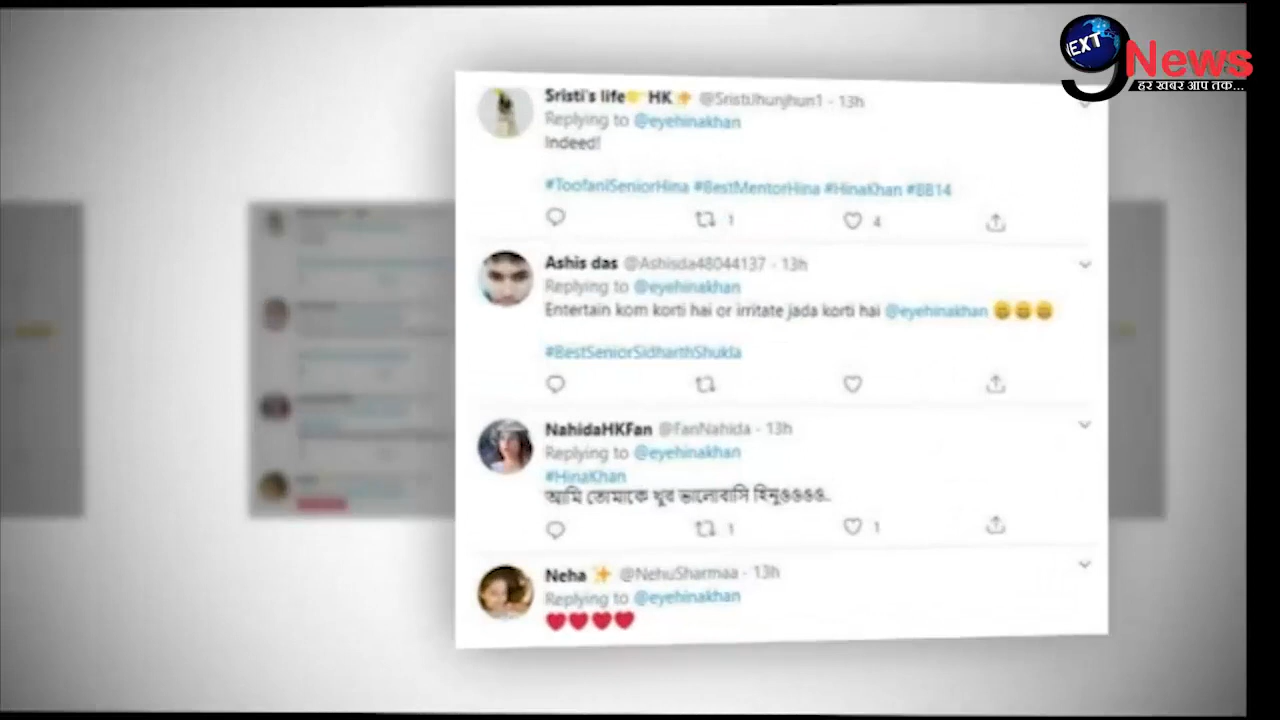 NEXT
9 News
हर खबर आप तक...
Sristi's life HK @SristiJhunjhun1 - 13h
Replying to @eyehinakhan
Indeed!
#ToofaniSeniorHina #BestMentorHina #HinaKhan #BB14
1 4
Ashis das @Ashisda48044137 - 13h
Replying to @eyehinakhan
Entertain kom korti hai or irritate jada korti hai @eyehinakhan
#BestSeniorSidharthShukla
NahidaHKFan @FanNahida - 13h
Replying to @eyehinakhan
#HinaKhan
আমি তোমাকে খুব ভালোবাসি হিনুওওওও..
1 1
Neha @NehuSharmaa - 13h
Replying to @eyehinakhan